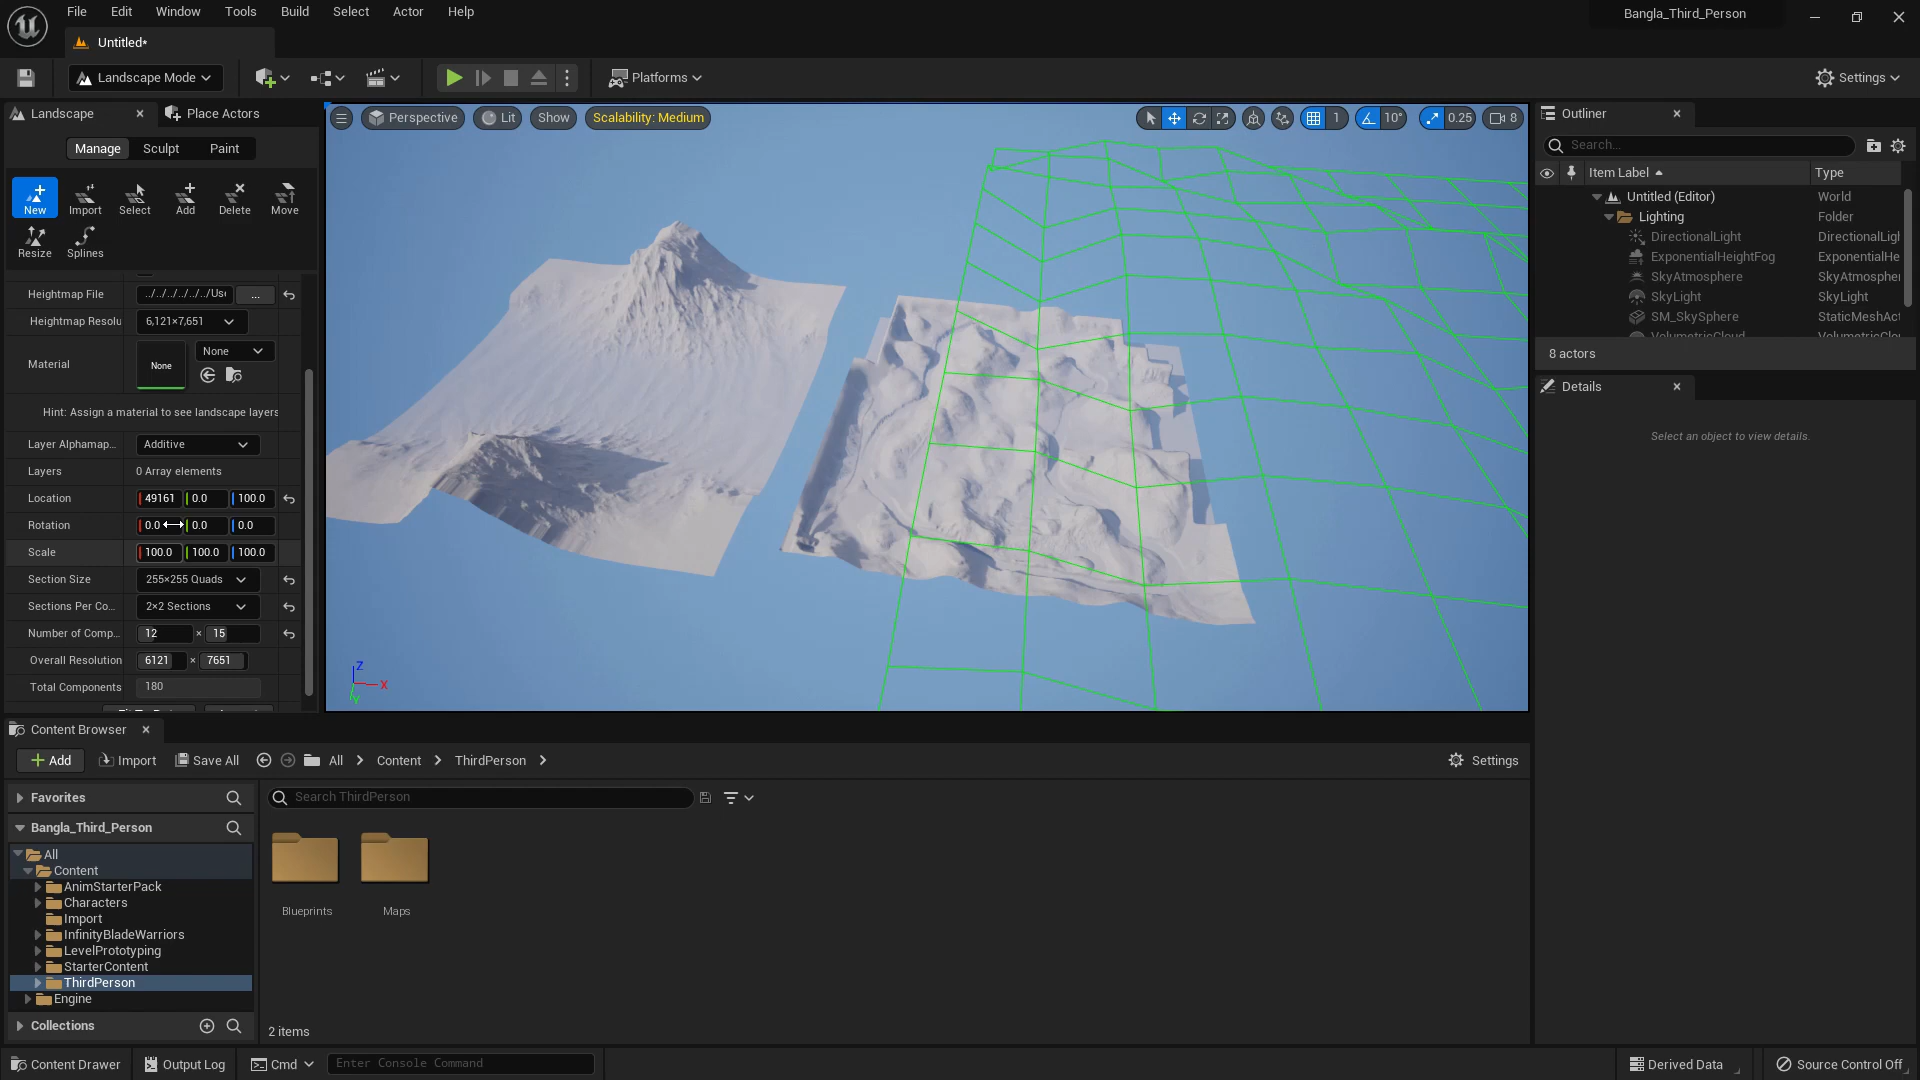 File Edit Window Tools Build Select Actor Help
Bangla_Third_Person
Untitled*
Landscape Mode
Platforms
Settings
Landscape
Place Actors
Manage Sculpt Paint
New Import Select Add Delete Move
Resize Splines
Heightmap File
...
Heightmap Resolu 6,121×7,651
Material None None
Hint: Assign a material to see landscape layers
Layer Alphamap... Additive
Layers 0 Array elements
Location 49161 0.0 100.0
Rotation 0.0 0.0 0.0
Scale 100.0 100.0 100.0
Section Size 255×255 Quads
Sections Per Co... 2×2 Sections
Number of Comp... 12 × 15
Overall Resolution 6121 × 7651
Total Components 180
Perspective Lit Show Scalability: Medium
1 10° 0.25 8
Z
X
Y
Outliner
Search...
Item Label Type
Untitled (Editor) World
Lighting Folder
DirectionalLight DirectionalLigl
ExponentialHeightFog ExponentialHe
SkyAtmosphere SkyAtmospher
SkyLight SkyLight
SM_SkySphere StaticMeshAct
8 actors
Details
Select an object to view details.
Content Browser
Add Import Save All All Content ThirdPerson
Settings
Favorites
Bangla_Third_Person
All
Content
AnimStarterPack
Characters
Import
InfinityBladeWarriors
LevelPrototyping
StarterContent
ThirdPerson
Engine
Collections
Search ThirdPerson
Blueprints Maps
2 items
Content Drawer Output Log Cmd Enter Console Command
Derived Data Source Control Off